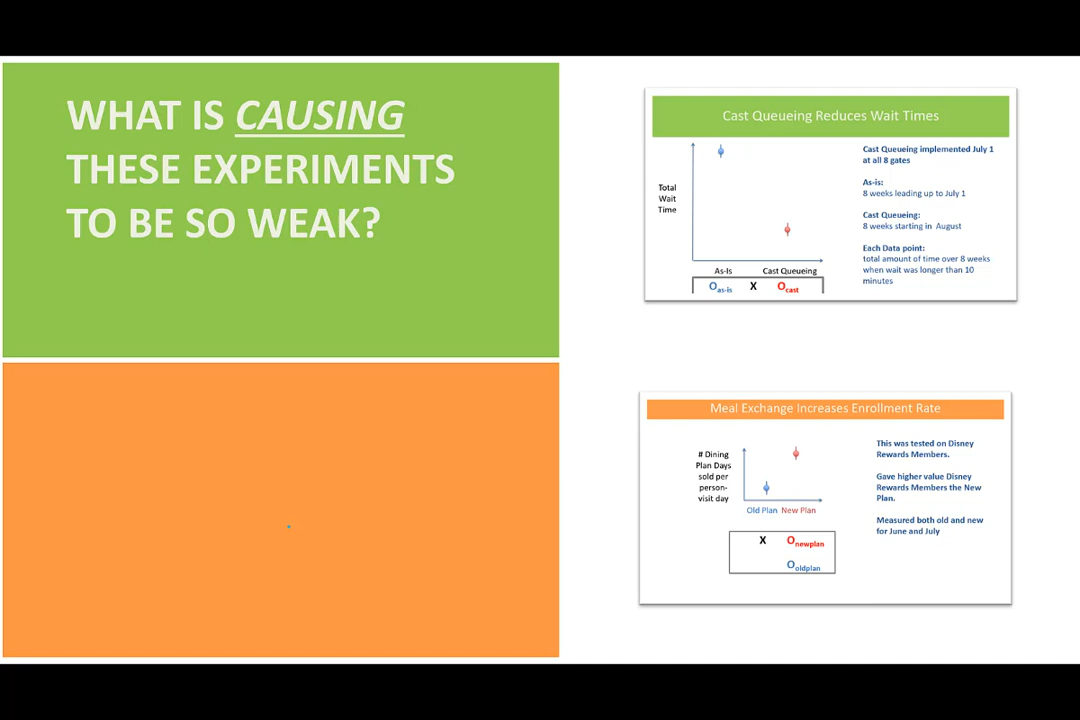 WHAT IS CAUSING
THESE EXPERIMENTS
TO BE SO WEAK?
Cast Queueing Reduces Wait Times
Total
Wait
Time
As-Is Cast Queueing
Oas-is X Ocast
Cast Queueing implemented July 1
at all 8 gates
As-is:
8 weeks leading up to July 1
Cast Queueing:
8 weeks starting in August
Each Data point:
total amount of time over 8 weeks
when wait was longer than 10
minutes
Meal Exchange Increases Enrollment Rate
# Dining
Plan Days
sold per
person-
visit day
Old Plan New Plan
X Onewplan
Ooldplan
This was tested on Disney
Rewards Members.
Gave higher value Disney
Rewards Members the New
Plan.
Measured both old and new
for June and July